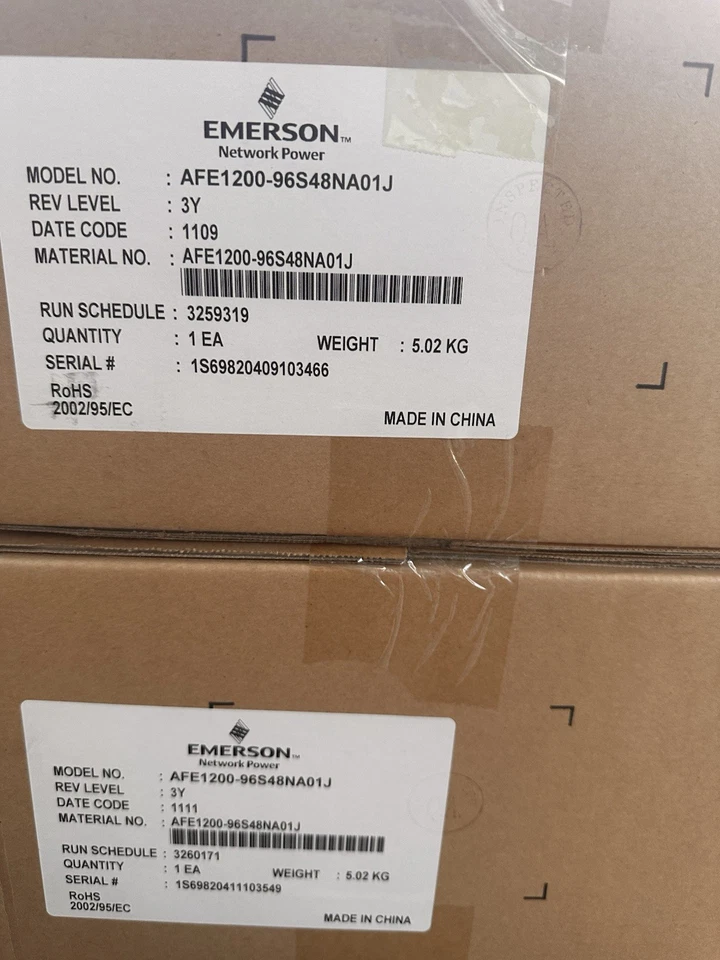 EMERSON™
Network Power
MODEL NO. : AFE1200-96S48NA01J
REV LEVEL : 3Y
DATE CODE : 1109
MATERIAL NO. : AFE1200-96S48NA01J
RUN SCHEDULE : 3259319
QUANTITY : 1 EA WEIGHT : 5.02 KG
SERIAL # : 1S69820409103466
RoHS
2002/95/EC
MADE IN CHINA
INSPECTED
EMERSON™
Network Power
MODEL NO. : AFE1200-96S48NA01J
REV LEVEL : 3Y
DATE CODE : 1111
MATERIAL NO. : AFE1200-96S48NA01J
RUN SCHEDULE : 3260171
QUANTITY : 1 EA WEIGHT : 5.02 KG
SERIAL # : 1S69820411103549
RoHS
2002/95/EC
MADE IN CHINA